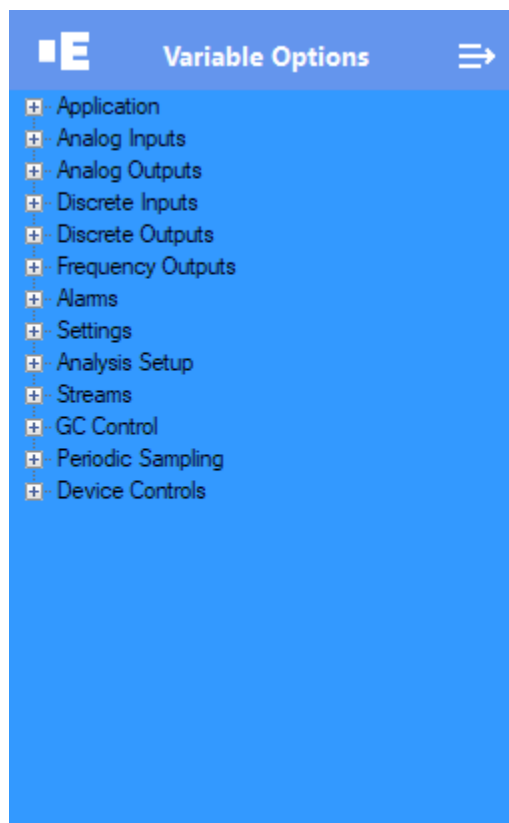 E
Variable Options
Application
Analog Inputs
Analog Outputs
Discrete Inputs
Discrete Outputs
Frequency Outputs
Alarms
Settings
Analysis Setup
Streams
GC Control
Periodic Sampling
Device Controls